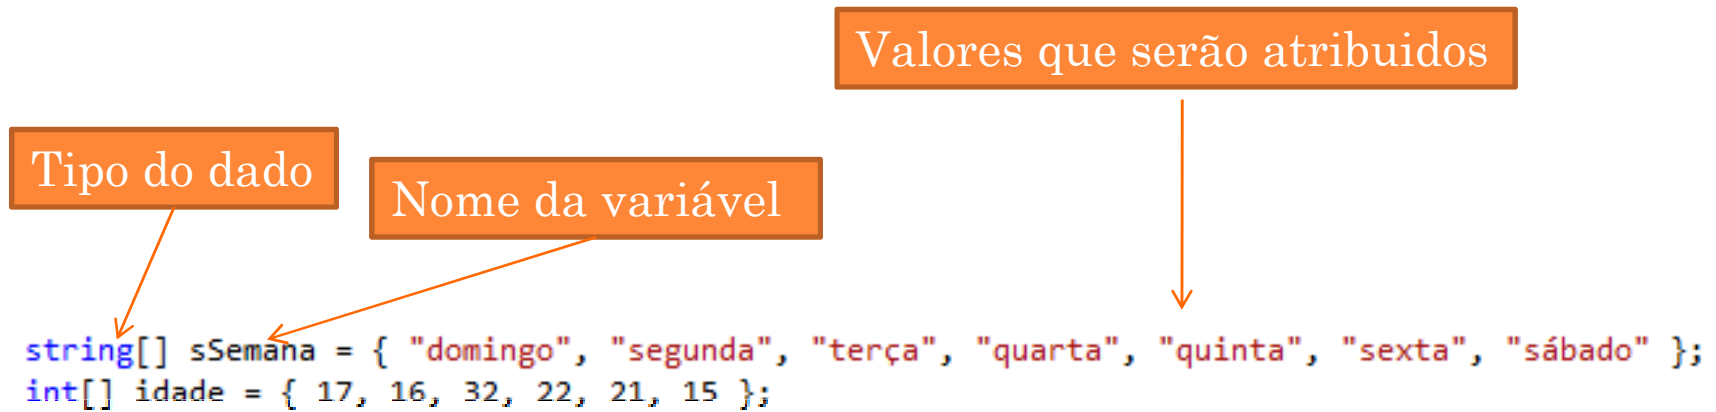 Valores que serão atribuidos
Tipo do dado
Nome da variável
string[] sSemana = { "domingo", "segunda", "terça", "quarta", "quinta", "sexta", "sábado" };
int[] idade = { 17, 16, 32, 22, 21, 15 };